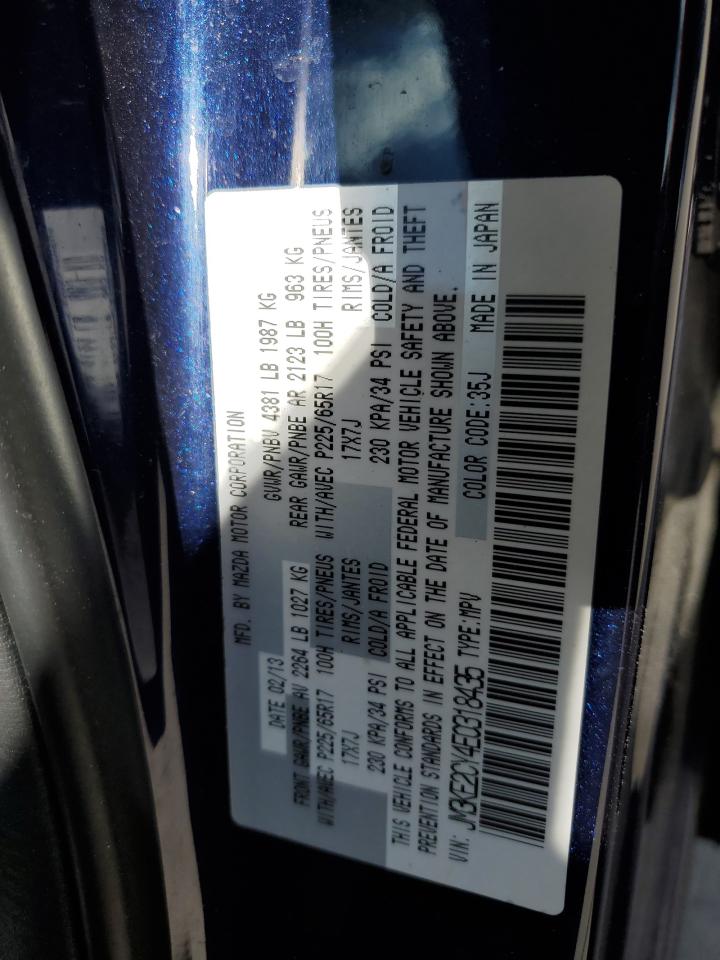 MFD. BY MAZDA MOTOR CORPORATION
DATE 02/13 GVWR/PNBV 4381 LB 1987 KG
FRONT GAWR/PNBE AV 2264 LB 1027 KG REAR GAWR/PNBE AR 2123 LB 963 KG
WITH/AVEC P225/65R17 100H TIRES/PNEUS WITH/AVEC P225/65R17 100H TIRES/PNEUS
17X7J RIMS/JANTES 17X7J RIMS/JANTES
230 KPA/34 PSI COLD/A FROID 230 KPA/34 PSI COLD/A FROID
THIS VEHICLE CONFORMS TO ALL APPLICABLE FEDERAL MOTOR VEHICLE SAFETY AND THEFT
PREVENTION STANDARDS IN EFFECT ON THE DATE OF MANUFACTURE SHOWN ABOVE.
VIN: JM3KE2CY4E0318435 TYPE:MPV COLOR CODE:35J MADE IN JAPAN